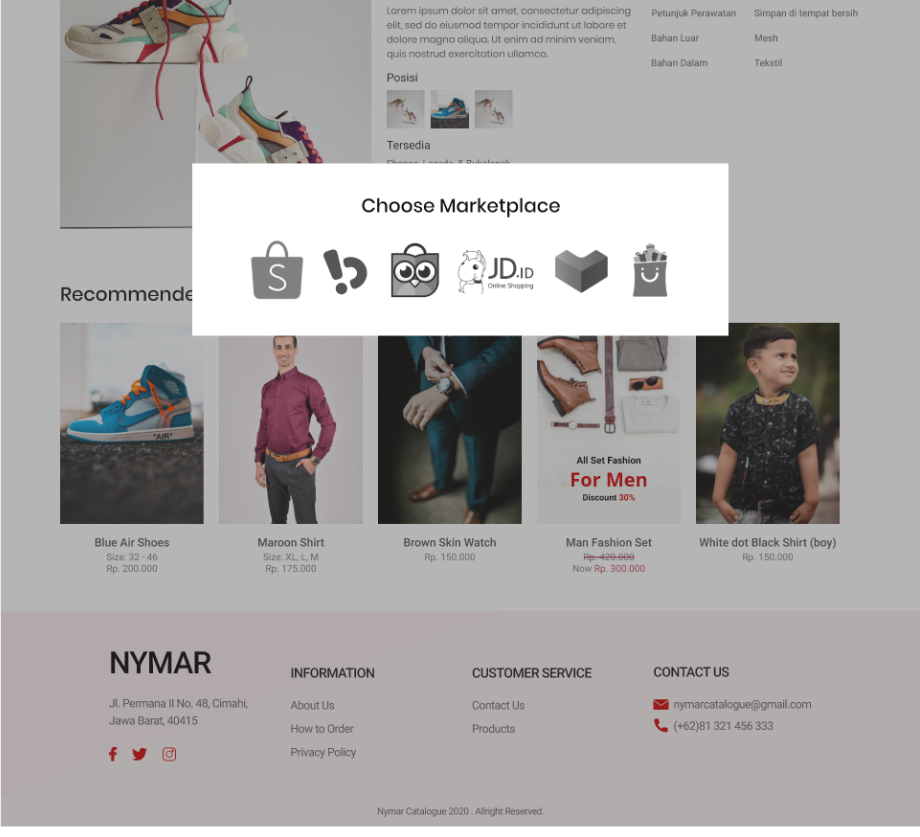 Lorem ipsum dolor sit amet, consectetur adipiscing
elit, sed do eiusmod tempor incididunt ut labore et
dolore magna aliqua. Ut enim ad minim veniam,
quis nostrud exercitation ullamco.
Posisi
Tersedia
Petunjuk Perawatan Simpan di tempat bersih
Bahan Luar Mesh
Bahan Dalam Tekstil
Choose Marketplace
S
JD.ID
Online Shopping
Recommende
"AIR"
All Set Fashion
For Men
Discount 30%
Blue Air Shoes
Size: 32 - 46
Rp. 200.000
Maroon Shirt
Size: XL, L, M
Rp. 175.000
Brown Skin Watch
Rp. 150.000
Man Fashion Set
Rp. 420.000
Now Rp. 300.000
White dot Black Shirt (boy)
Rp. 150.000
NYMAR
Jl. Permana II No. 48, Cimahi,
Jawa Barat, 40415
INFORMATION
About Us
How to Order
Privacy Policy
CUSTOMER SERVICE
Contact Us
Products
CONTACT US
nymarcatalogue@gmail.com
(+62)81 321 456 333
Nymar Catalogue 2020 . Allright Reserved.